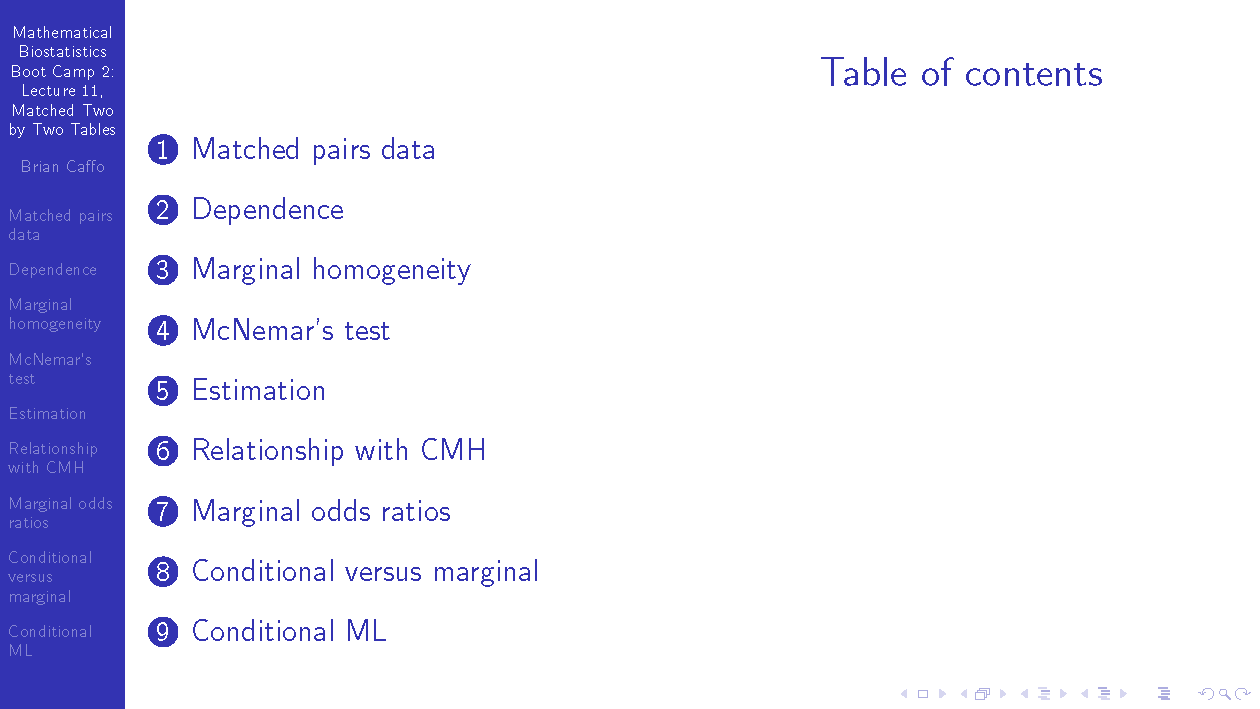 Mathematical
Biostatistics
Boot Camp 2:
Lecture 11,
Matched Two
by Two Tables
Brian Caffo
Matched pairs
data
Dependence
Marginal
homogeneity
McNemar's
test
Estimation
Relationship
with CMH
Marginal odds
ratios
Conditional
versus
marginal
Conditional
ML
Table of contents
1 Matched pairs data
2 Dependence
3 Marginal homogeneity
4 McNemar's test
5 Estimation
6 Relationship with CMH
7 Marginal odds ratios
8 Conditional versus marginal
9 Conditional ML